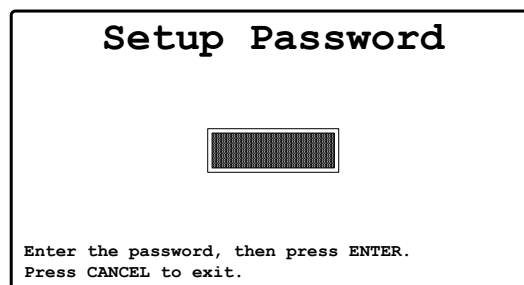 Setup Password
Enter the password, then press ENTER.
Press CANCEL to exit.